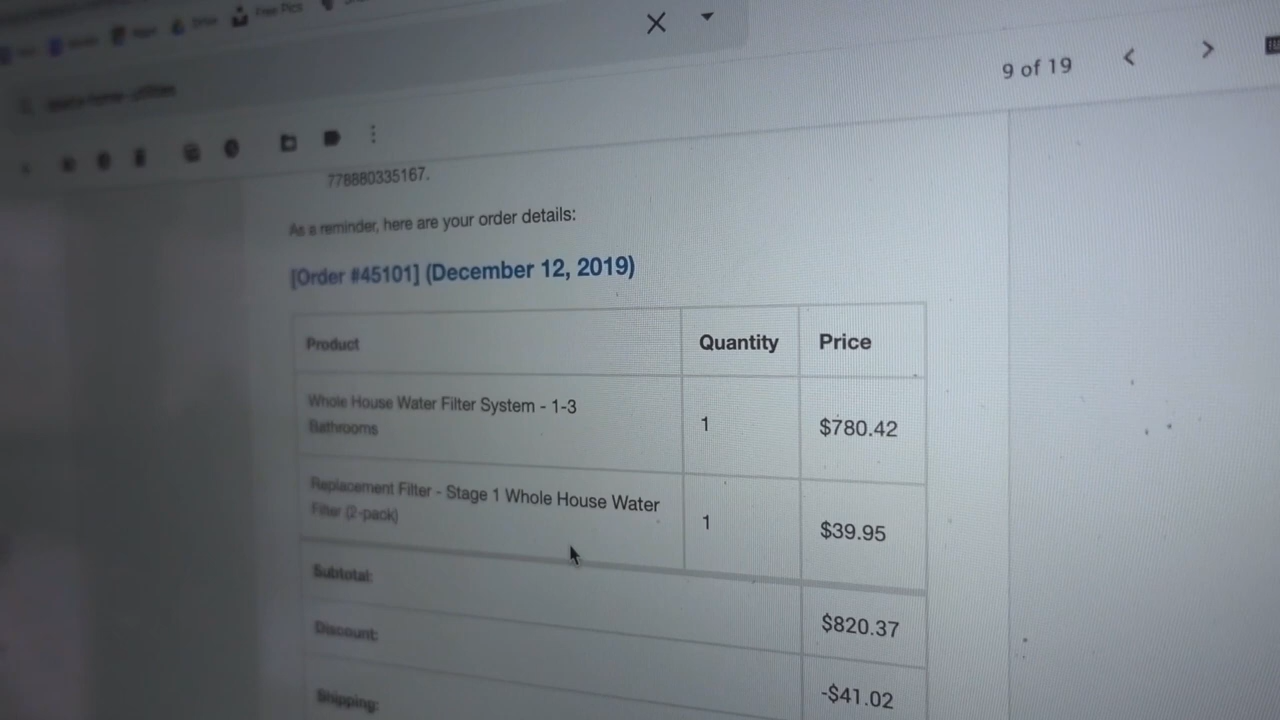 Free Pics
9 of 19
778880335167.
As a reminder, here are your order details:
[Order #45101] (December 12, 2019)
Product Quantity Price
Whole House Water Filter System - 1-3
Bathrooms
1
$780.42
Replacement Filter - Stage 1 Whole House Water
Filter (2-pack)
1
$39.95
Subtotal:
$820.37
Discount:
-$41.02
Shipping: